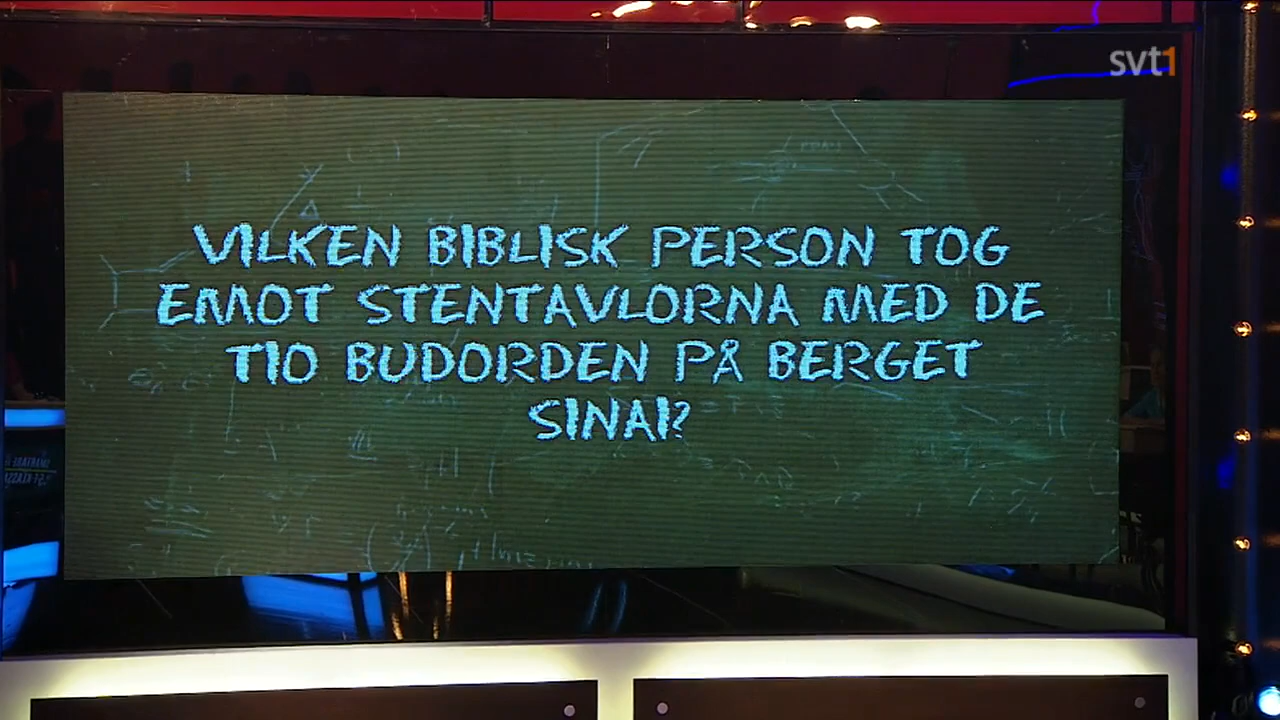 svt1
VILKEN BIBLISK PERSON TOG
EMOT STENTAVLORNA MED DE
TIO BUDORDEN PÅ BERGET
SINAI?